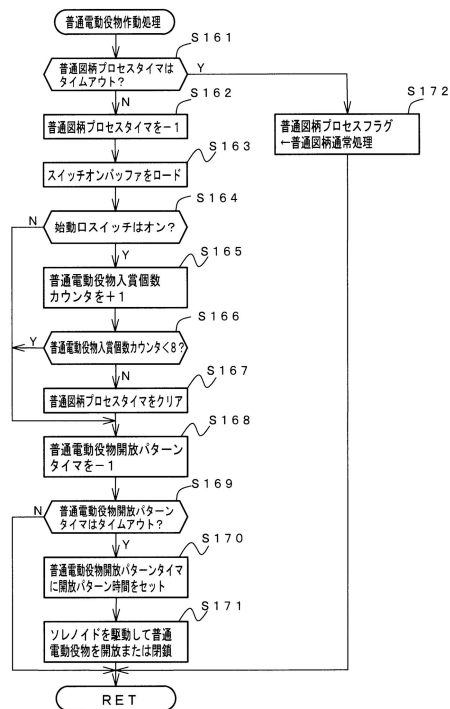 普通電動役物作動処理
S161
普通図柄プロセスタイマは
タイムアウト?
Y
N
S162
普通図柄プロセスタイマを-1
S172
普通図柄プロセスフラグ
←普通図柄通常処理
S163
スイッチオンバッファをロード
S164
N
始動口スイッチはオン?
Y
S165
普通電動役物入賞個数
カウンタを+1
S166
Y
普通電動役物入賞個数カウンタ<8?
N
S167
普通図柄プロセスタイマをクリア
S168
普通電動役物開放パターン
タイマを-1
S169
N
普通電動役物開放パターン
タイマはタイムアウト?
Y
S170
普通電動役物開放パターンタイマ
に開放パターン時間をセット
S171
ソレノイドを駆動して普通
電動役物を開放または閉鎖
RET